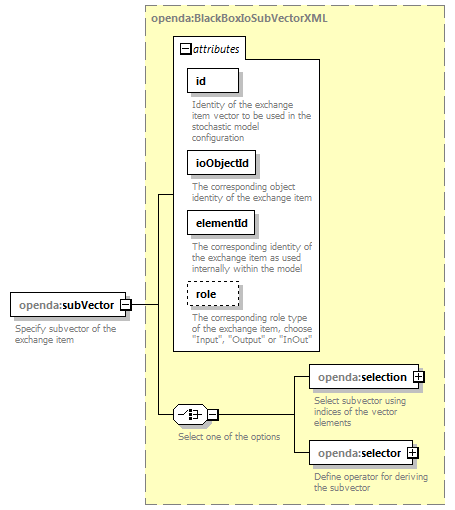 openda:BlackBoxIoSubVectorXML
attributes
id
Identity of the exchange
item vector to be used in the
stochastic model
configuration
ioObjectId
The corresponding object
identity of the exchange item
elementId
The corresponding identity
of the exchange item as used
internally within the model
role
The corresponding role type
of the exchange item, choose
"Input", "Output" or "InOut"
openda:subVector
Specify subvector of the
exchange item
Select one of the options
openda:selection
Select subvector using
indices of the vector
elements
openda:selector
Define operator for deriving
the subvector